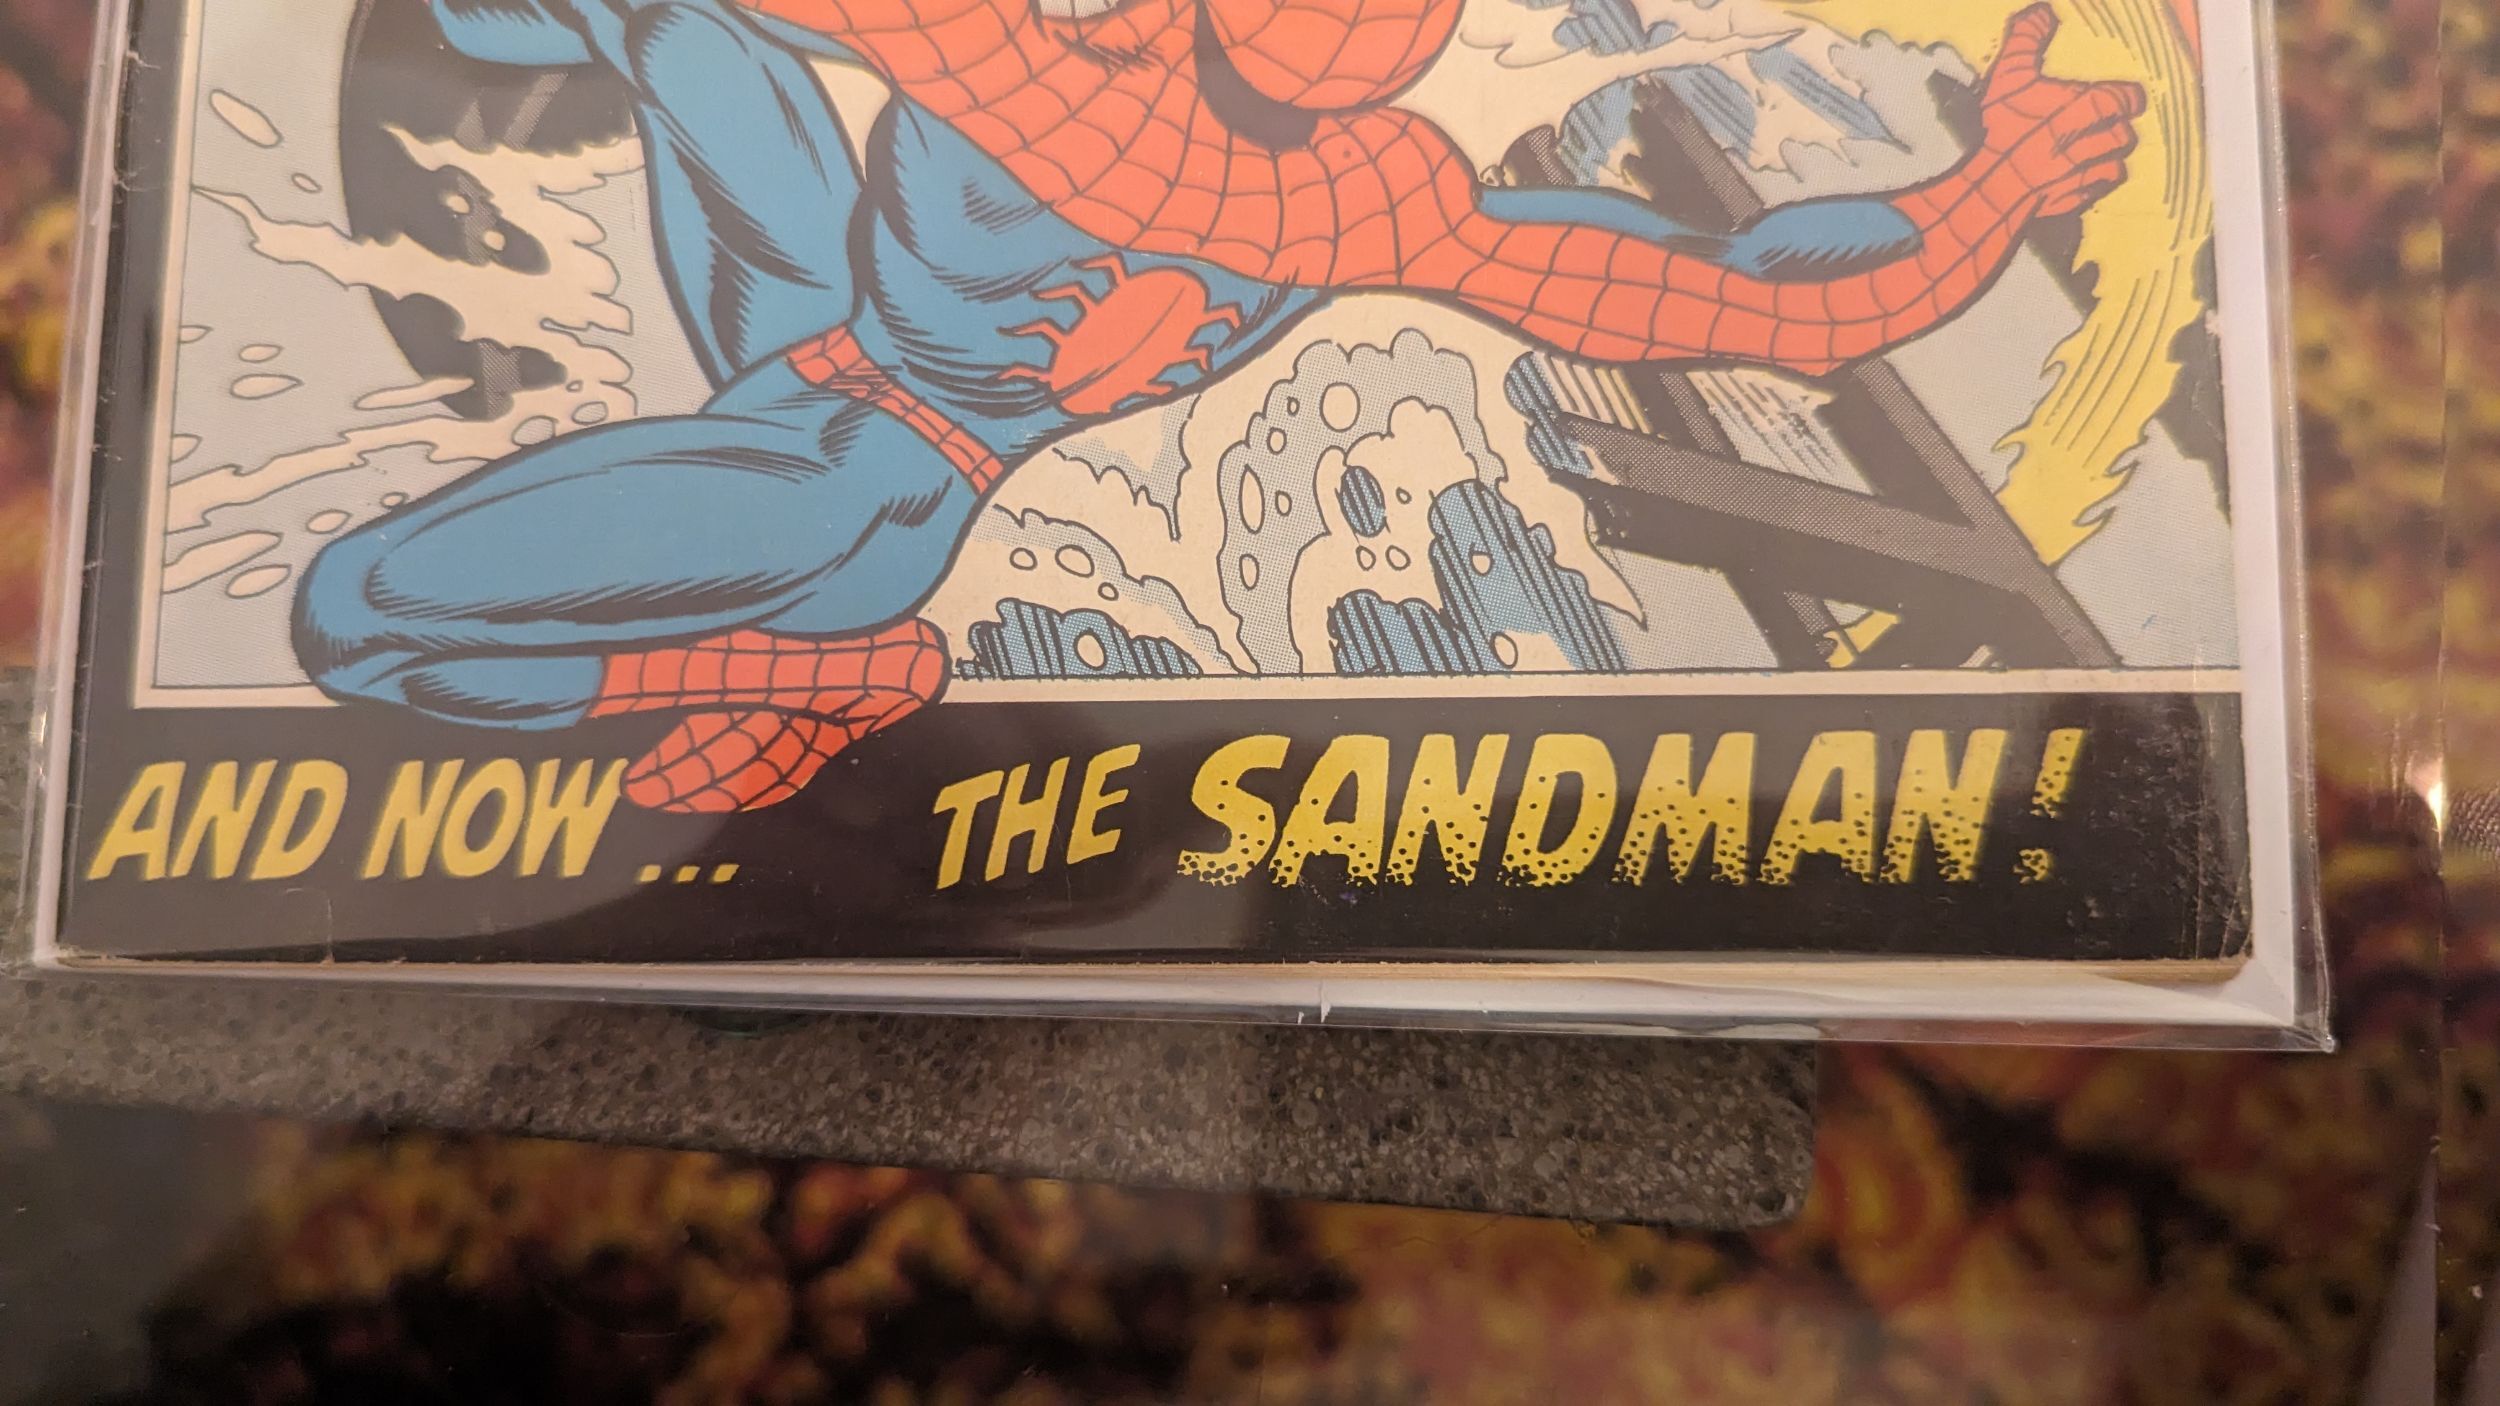 AND NOW... THE SANDMAN!